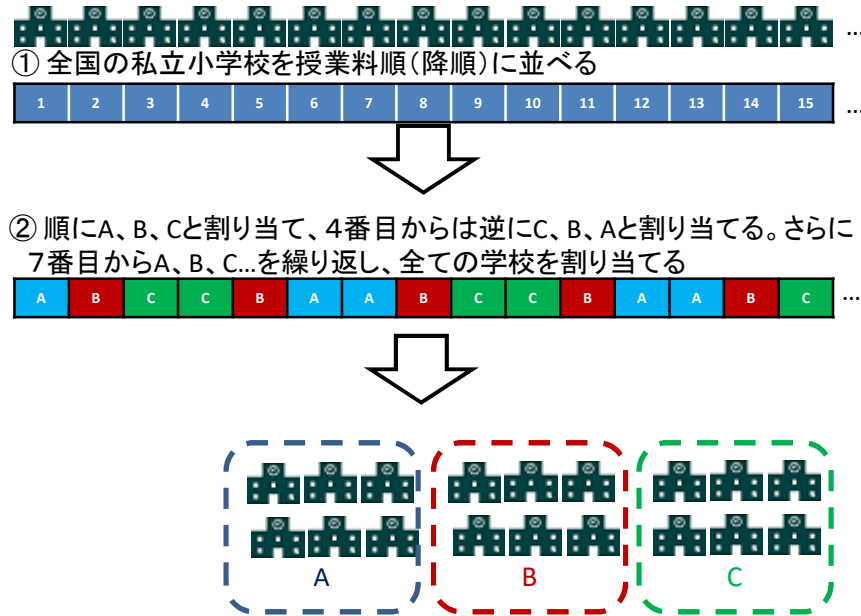 ...
① 全国の私立小学校を授業料順（降順）に並べる
1 2 3 4 5 6 7 8 9 10 11 12 13 14 15 ...
② 順にA、B、Cと割り当て、４番目からは逆にC、B、Aと割り当てる。さらに
７番目からA、B、C…を繰り返し、全ての学校を割り当てる
A B C C B A A B C C B A A B C ...
A B C